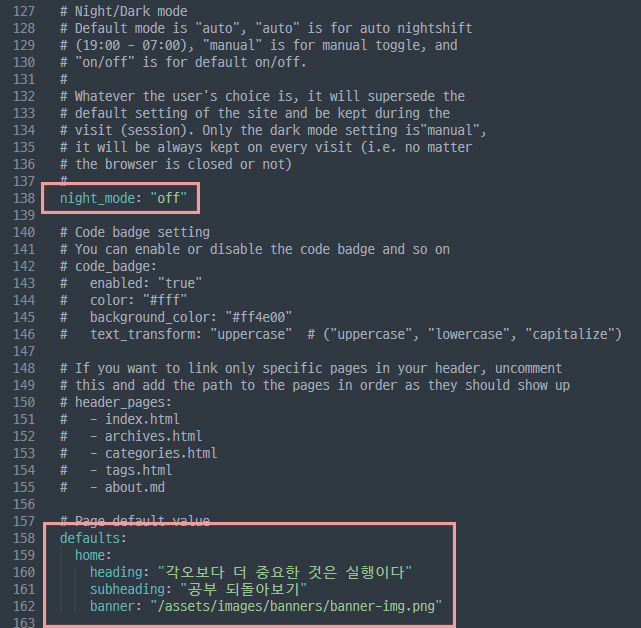 127 # Night/Dark mode
128 # Default mode is "auto", "auto" is for auto nightshift
129 # (19:00 - 07:00), "manual" is for manual toggle, and
130 # "on/off" is for default on/off.
131 #
132 # Whatever the user's choice is, it will supersede the
133 # default setting of the site and be kept during the
134 # visit (session). Only the dark mode setting is"manual",
135 # it will be always kept on every visit (i.e. no matter
136 # the browser is closed or not)
137 #
138 night_mode: "off"
139
140 # Code badge setting
141 # You can enable or disable the code badge and so on
142 # code_badge:
143 #   enabled: "true"
144 #   color: "#fff"
145 #   background_color: "#ff4e00"
146 #   text_transform: "uppercase"  # ("uppercase", "lowercase", "capitalize")
147
148 # If you want to link only specific pages in your header, uncomment
149 # this and add the path to the pages in order as they should show up
150 # header_pages:
151 #   - index.html
152 #   - archives.html
153 #   - categories.html
154 #   - tags.html
155 #   - about.md
156
157 # Page default value
158 defaults:
159   home:
160     heading: "각오보다 더 중요한 것은 실행이다"
161     subheading: "공부 되돌아보기"
162     banner: "/assets/images/banners/banner-img.png"
163